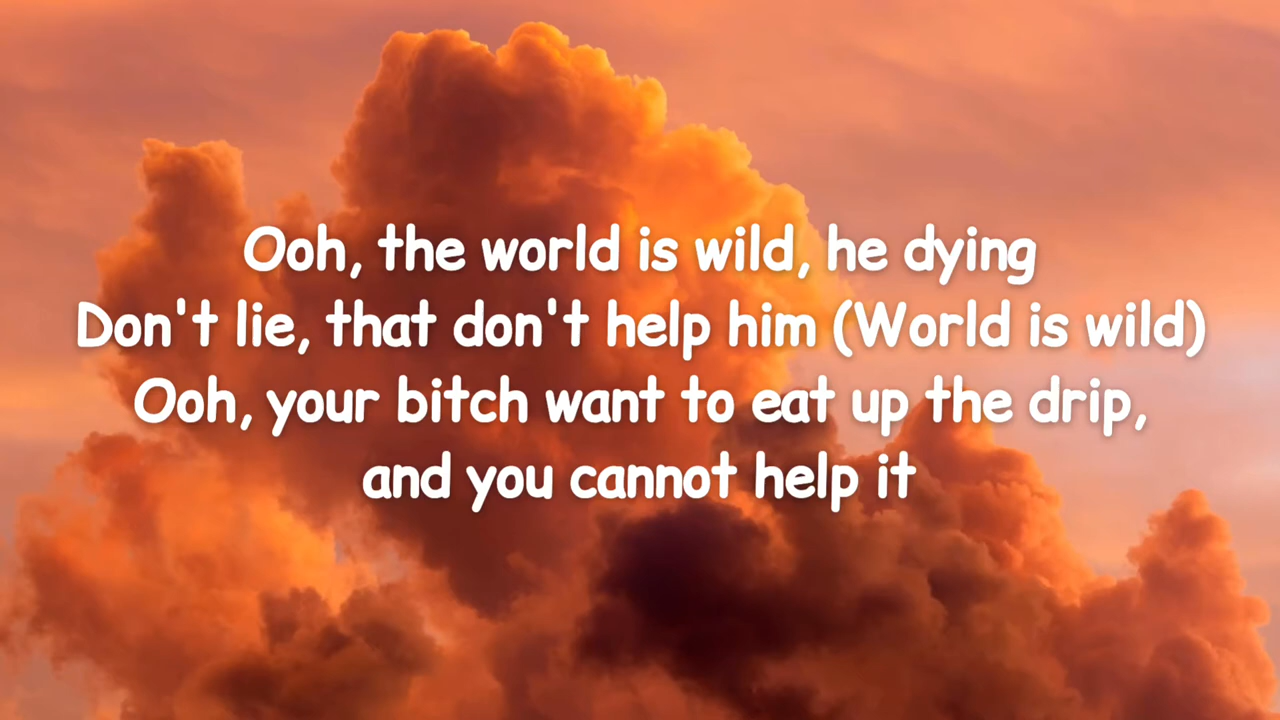 Ooh, the world is wild, he dying
Don't lie, that don't help him (World is wild)
Ooh, your bitch want to eat up the drip,
and you cannot help it